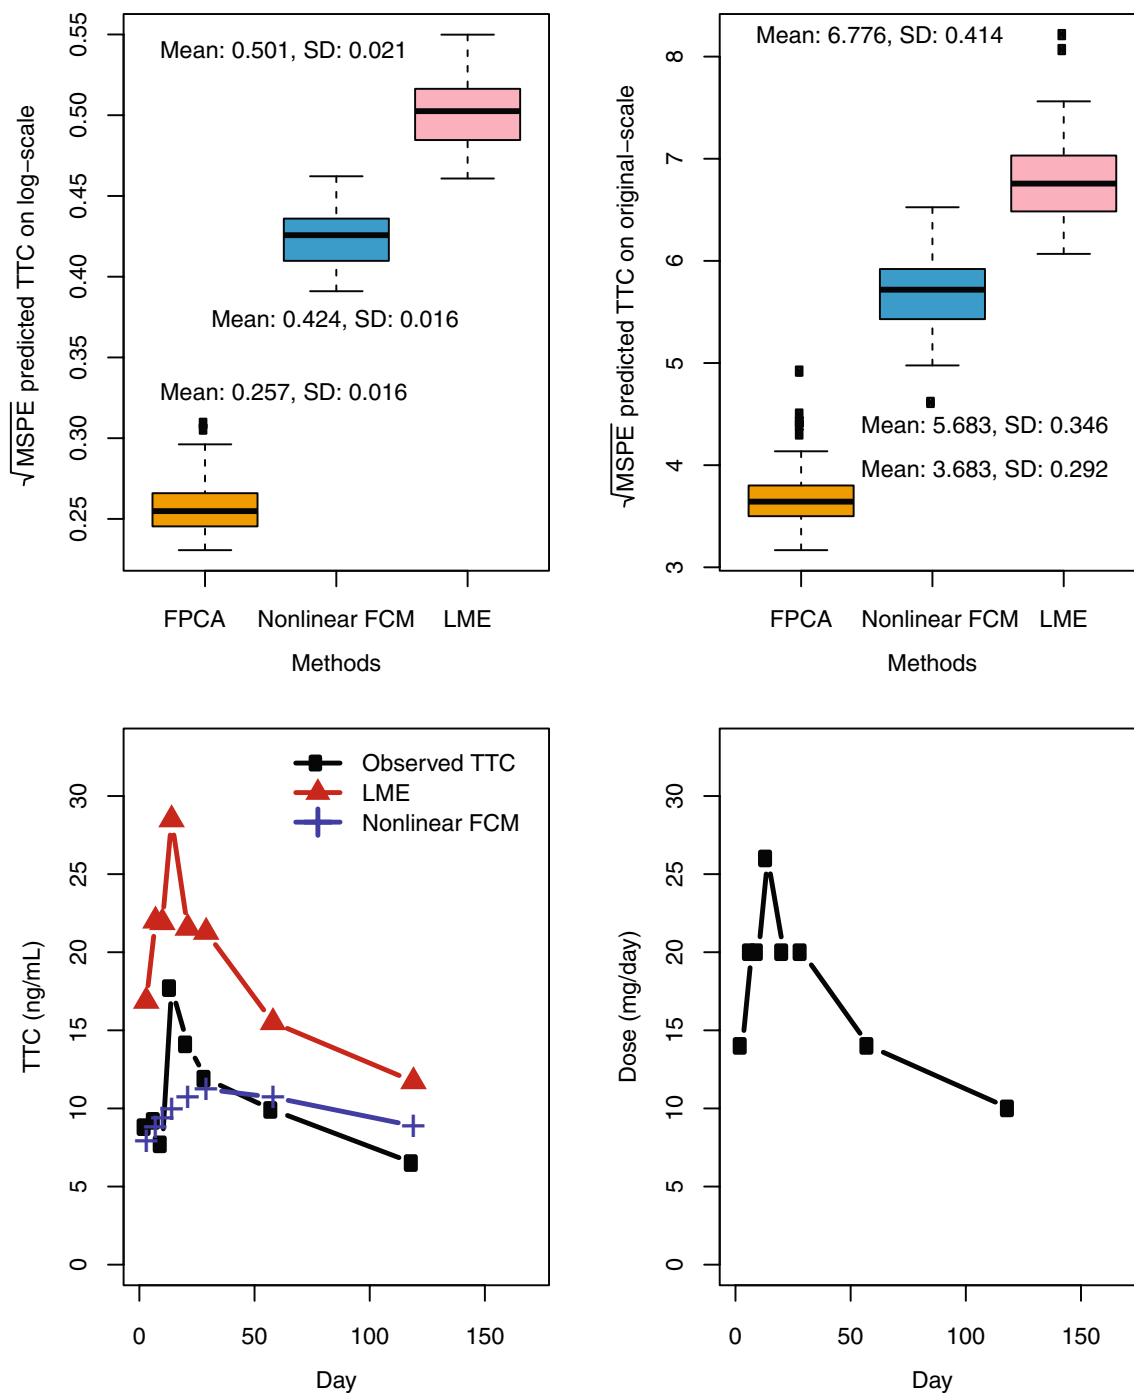 √MSPE predicted TTC on log−scale
0.55
0.50
0.45
0.40
0.35
0.30
0.25
Mean: 0.501, SD: 0.021
Mean: 0.424, SD: 0.016
Mean: 0.257, SD: 0.016
FPCA Nonlinear FCM LME
Methods
√MSPE predicted TTC on original−scale
8
7
6
5
4
3
Mean: 6.776, SD: 0.414
Mean: 5.683, SD: 0.346
Mean: 3.683, SD: 0.292
FPCA Nonlinear FCM LME
Methods
TTC (ng/mL)
30
25
20
15
10
5
0
Observed TTC
LME
Nonlinear FCM
0 50 100 150
Day
Dose (mg/day)
30
25
20
15
10
5
0
0 50 100 150
Day